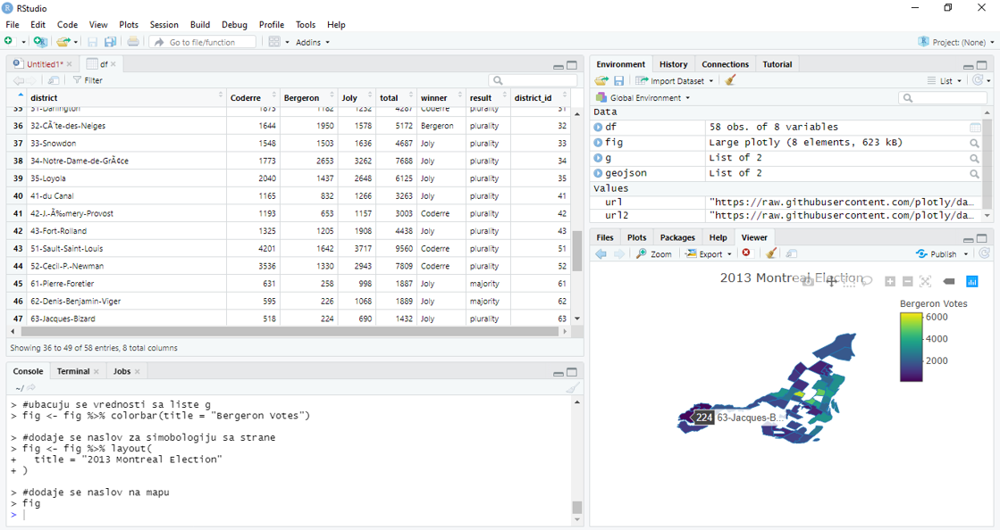 RStudio
File Edit Code View Plots Session Build Debug Profile Tools Help
Go to file/function Addins Project: (None)
Untitled1* df
Filter
district Coderre Bergeron Joly total winner result district_id
35 31-Darlington 1873 1182 1232 4287 Coderre plurality 31
36 32-CÃ´te-des-Neiges 1644 1950 1578 5172 Bergeron plurality 32
37 33-Snowdon 1548 1503 1636 4687 Joly plurality 33
38 34-Notre-Dame-de-GrÃ¢ce 1773 2653 3262 7688 Joly plurality 34
39 35-Loyola 2040 1437 2648 6125 Joly plurality 35
40 41-du Canal 1165 832 1266 3263 Joly plurality 41
41 42-J.-Ã‰mery-Provost 1193 653 1157 3003 Coderre plurality 42
42 43-Fort-Rolland 1325 1205 1908 4438 Joly plurality 43
43 51-Sault-Saint-Louis 4201 1642 3717 9560 Coderre plurality 51
44 52-Cecil-P.-Newman 3536 1330 2943 7809 Coderre plurality 52
45 61-Pierre-Foretier 631 258 998 1887 Joly majority 61
46 62-Denis-Benjamin-Viger 595 226 1068 1889 Joly majority 62
47 63-Jacques-Bizard 518 224 690 1432 Joly plurality 63
Showing 36 to 49 of 58 entries, 8 total columns
Console Terminal Jobs
~/
> #ubacuju se vrednosti sa liste g
> fig <- fig %>% colorbar(title = "Bergeron Votes")
> #dodaje se naslov za simobologiju sa strane
> fig <- fig %>% layout(
+ title = "2013 Montreal Election"
+ )
> #dodaje se naslov na mapu
> fig
>
Environment History Connections Tutorial
Import Dataset List
Global Environment
Data
df 58 obs. of 8 variables
fig Large plotly (8 elements, 623 kB)
g List of 2
geojson List of 2
Values
url "https://raw.githubusercontent.com/plotly/da…
url2 "https://raw.githubusercontent.com/plotly/da…
Files Plots Packages Help Viewer
Zoom Export Publish
2013 Montreal Election
Bergeron Votes
6000
4000
2000
224 63-Jacques-B...